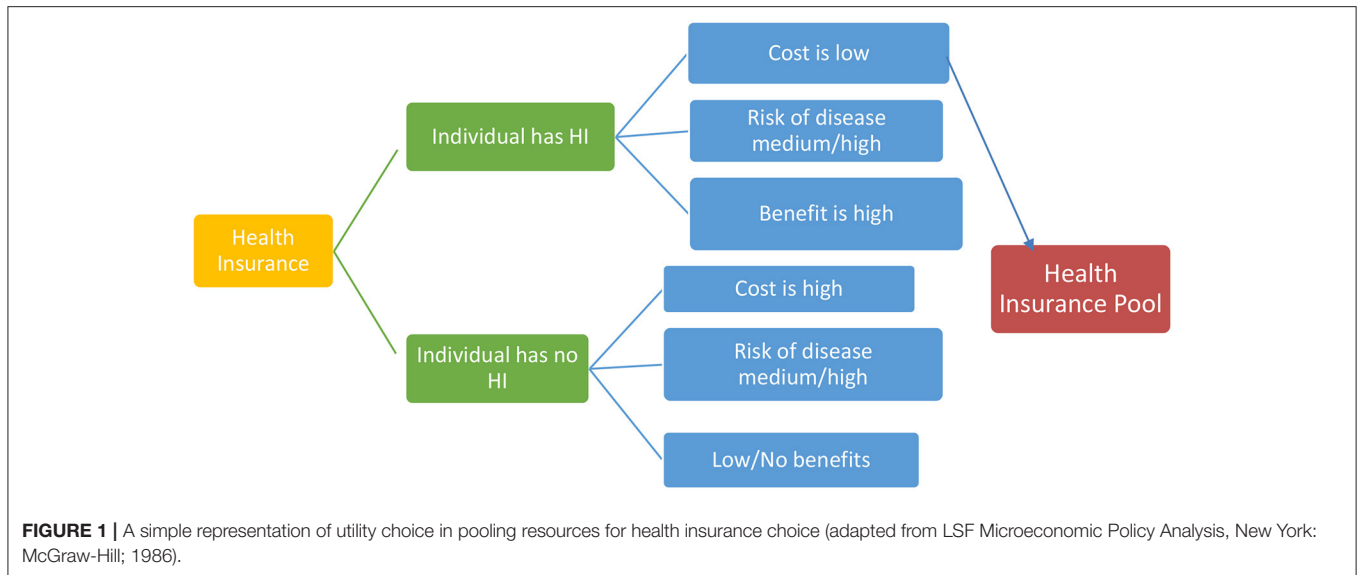 Cost is low
Individual has HI
Risk of disease
medium/high
Benefit is high
Health
Insurance
Health
Insurance Pool
Cost is high
Individual has no
HI
Risk of disease
medium/high
Low/No benefits
FIGURE 1 | A simple representation of utility choice in pooling resources for health insurance choice (adapted from LSF Microeconomic Policy Analysis, New York:
McGraw-Hill; 1986).